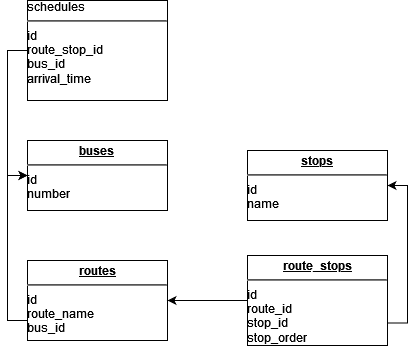 schedules
id
route_stop_id
bus_id
arrival_time
buses
id
number
stops
id
name
routes
id
route_name
bus_id
route_stops
id
route_id
stop_id
stop_order